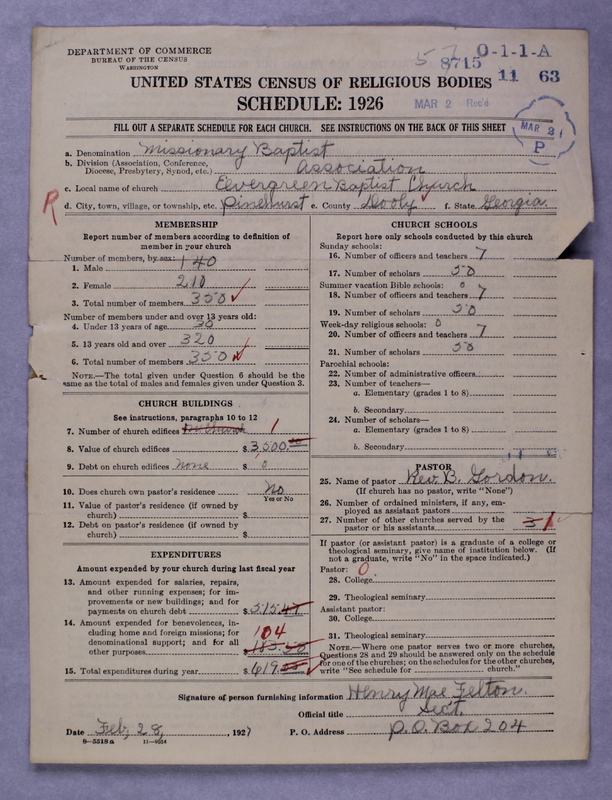 DEPARTMENT OF COMMERCE
BUREAU OF THE CENSUS
WASHINGTON
57 0-1-1-A
8715
11 63
UNITED STATES CENSUS OF RELIGIOUS BODIES
SCHEDULE: 1926
MAR 2 Rec'd
MAR 2
P
FILL OUT A SEPARATE SCHEDULE FOR EACH CHURCH. SEE INSTRUCTIONS ON THE BACK OF THIS SHEET
a. Denomination Missionary Baptist
b. Division (Association, Conference, Diocese, Presbytery, Synod, etc.) Association
c. Local name of church Evergreen Baptist Church
R d. City, town, village, or township, etc. Pinehurst e. County Dooly f. State Georgia
MEMBERSHIP
Report number of members according to definition of
member in your church
Number of members, by sex:
1. Male 140
2. Female 210
3. Total number of members 350
Number of members under and over 13 years old:
4. Under 13 years of age 30
5. 13 years old and over 320
6. Total number of members 350
NOTE.—The total given under Question 6 should be the
same as the total of males and females given under Question 3.
CHURCH BUILDINGS
See instructions, paragraphs 10 to 12
7. Number of church edifices 1
8. Value of church edifices $ 3,500.00
9. Debt on church edifices none $ 0
10. Does church own pastor's residence No
Yes or No
11. Value of pastor's residence (if owned by
church) $
12. Debt on pastor's residence (if owned by
church) $
EXPENDITURES
Amount expended by your church during last fiscal year
13. Amount expended for salaries, repairs,
and other running expenses; for im-
provements or new buildings; and for
payments on church debt $ 515.47
14. Amount expended for benevolences, in-
cluding home and foreign missions; for
denominational support; and for all
other purposes 104
15. Total expenditures during year $ 619
CHURCH SCHOOLS
Report here only schools conducted by this church
Sunday schools:
16. Number of officers and teachers 7
17. Number of scholars 50
Summer vacation Bible schools: 0
18. Number of officers and teachers 7
19. Number of scholars 50
Week-day religious schools: 0
20. Number of officers and teachers 7
21. Number of scholars 50
Parochial schools:
22. Number of administrative officers
23. Number of teachers—
a. Elementary (grades 1 to 8)
b. Secondary
24. Number of scholars—
a. Elementary (grades 1 to 8)
b. Secondary
PASTOR
25. Name of pastor Rev. B. Gordon.
(If church has no pastor, write "None")
26. Number of ordained ministers, if any, em-
ployed as assistant pastors
27. Number of other churches served by the
pastor or his assistants 3 1
If pastor (or assistant pastor) is a graduate of a college or
theological seminary, give name of institution below. (If
not a graduate, write "No" in the space indicated.)
Pastor: 0
28. College
29. Theological seminary
Assistant pastor:
30. College
31. Theological seminary
NOTE.—Where one pastor serves two or more churches,
Questions 28 and 29 should be answered only on the schedule
for one of the churches; on the schedules for the other churches,
write "See schedule for church."
Signature of person furnishing information Henry Mae Felton.
Official title Sec't.
Date Feb, 28, 1927 P. O. Address P.O. Box 204
8—5518a 11—9554